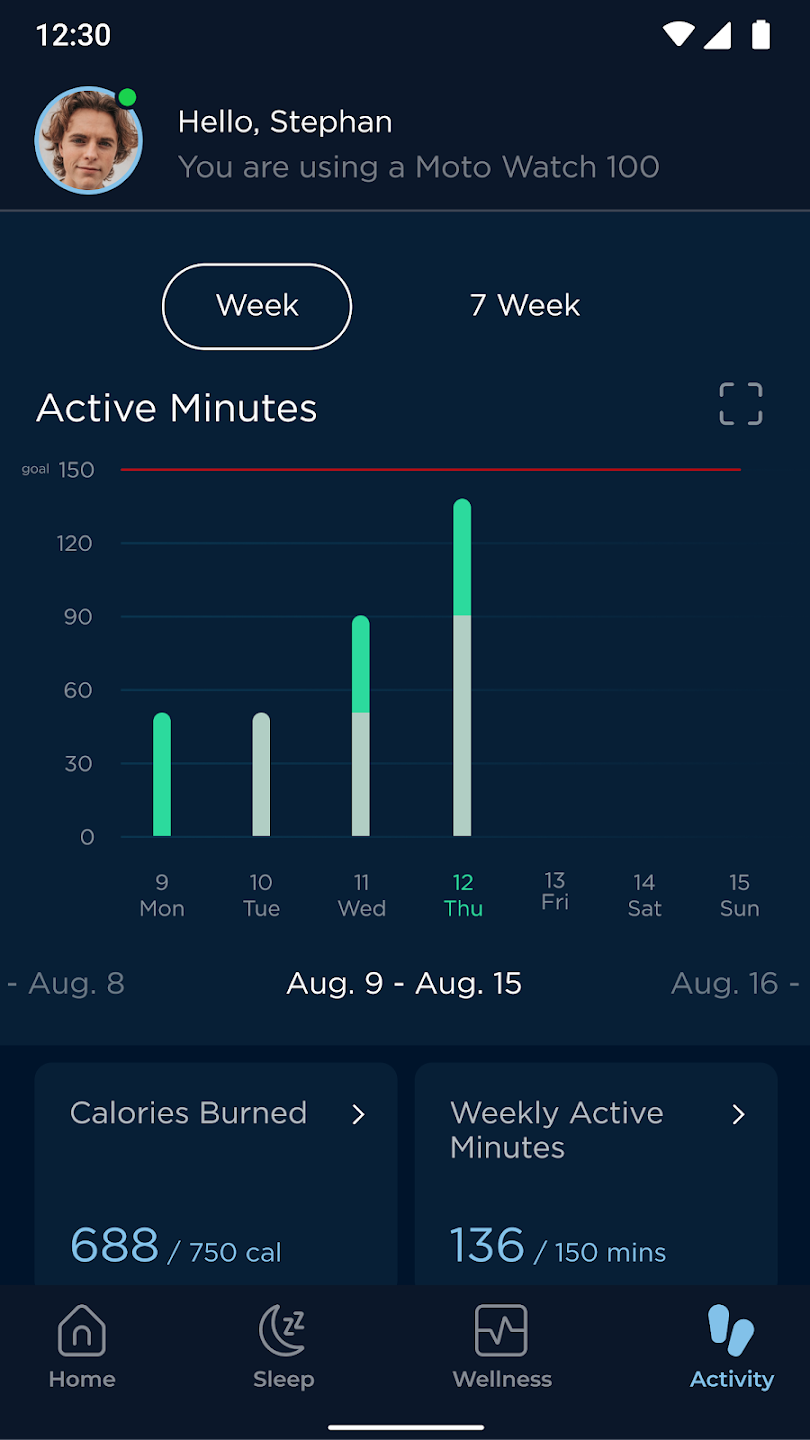 12:30
Hello, Stephan
You are using a Moto Watch 100
Week
7 Week
Active Minutes
goal 150
120
90
60
30
0
9 10 11 12 13 14 15
Mon Tue Wed Thu Fri Sat Sun
- Aug. 8 Aug. 9 - Aug. 15 Aug. 16 -
Calories Burned
688 / 750 cal
Weekly Active
Minutes
136 / 150 mins
Home Sleep Wellness Activity